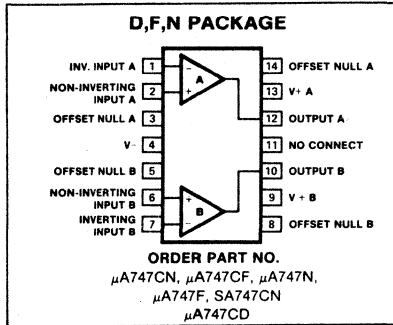 D,F,N PACKAGE
INV. INPUT A 1
NON-INVERTING
INPUT A 2
OFFSET NULL A 3
V- 4
OFFSET NULL B 5
NON-INVERTING
INPUT B 6
INVERTING
INPUT B 7
- A +
+ B -
14 OFFSET NULL A
13 V+ A
12 OUTPUT A
11 NO CONNECT
10 OUTPUT B
9 V + B
8 OFFSET NULL B
ORDER PART NO.
μA747CN, μA747CF, μA747N,
μA747F, SA747CN
μA747CD